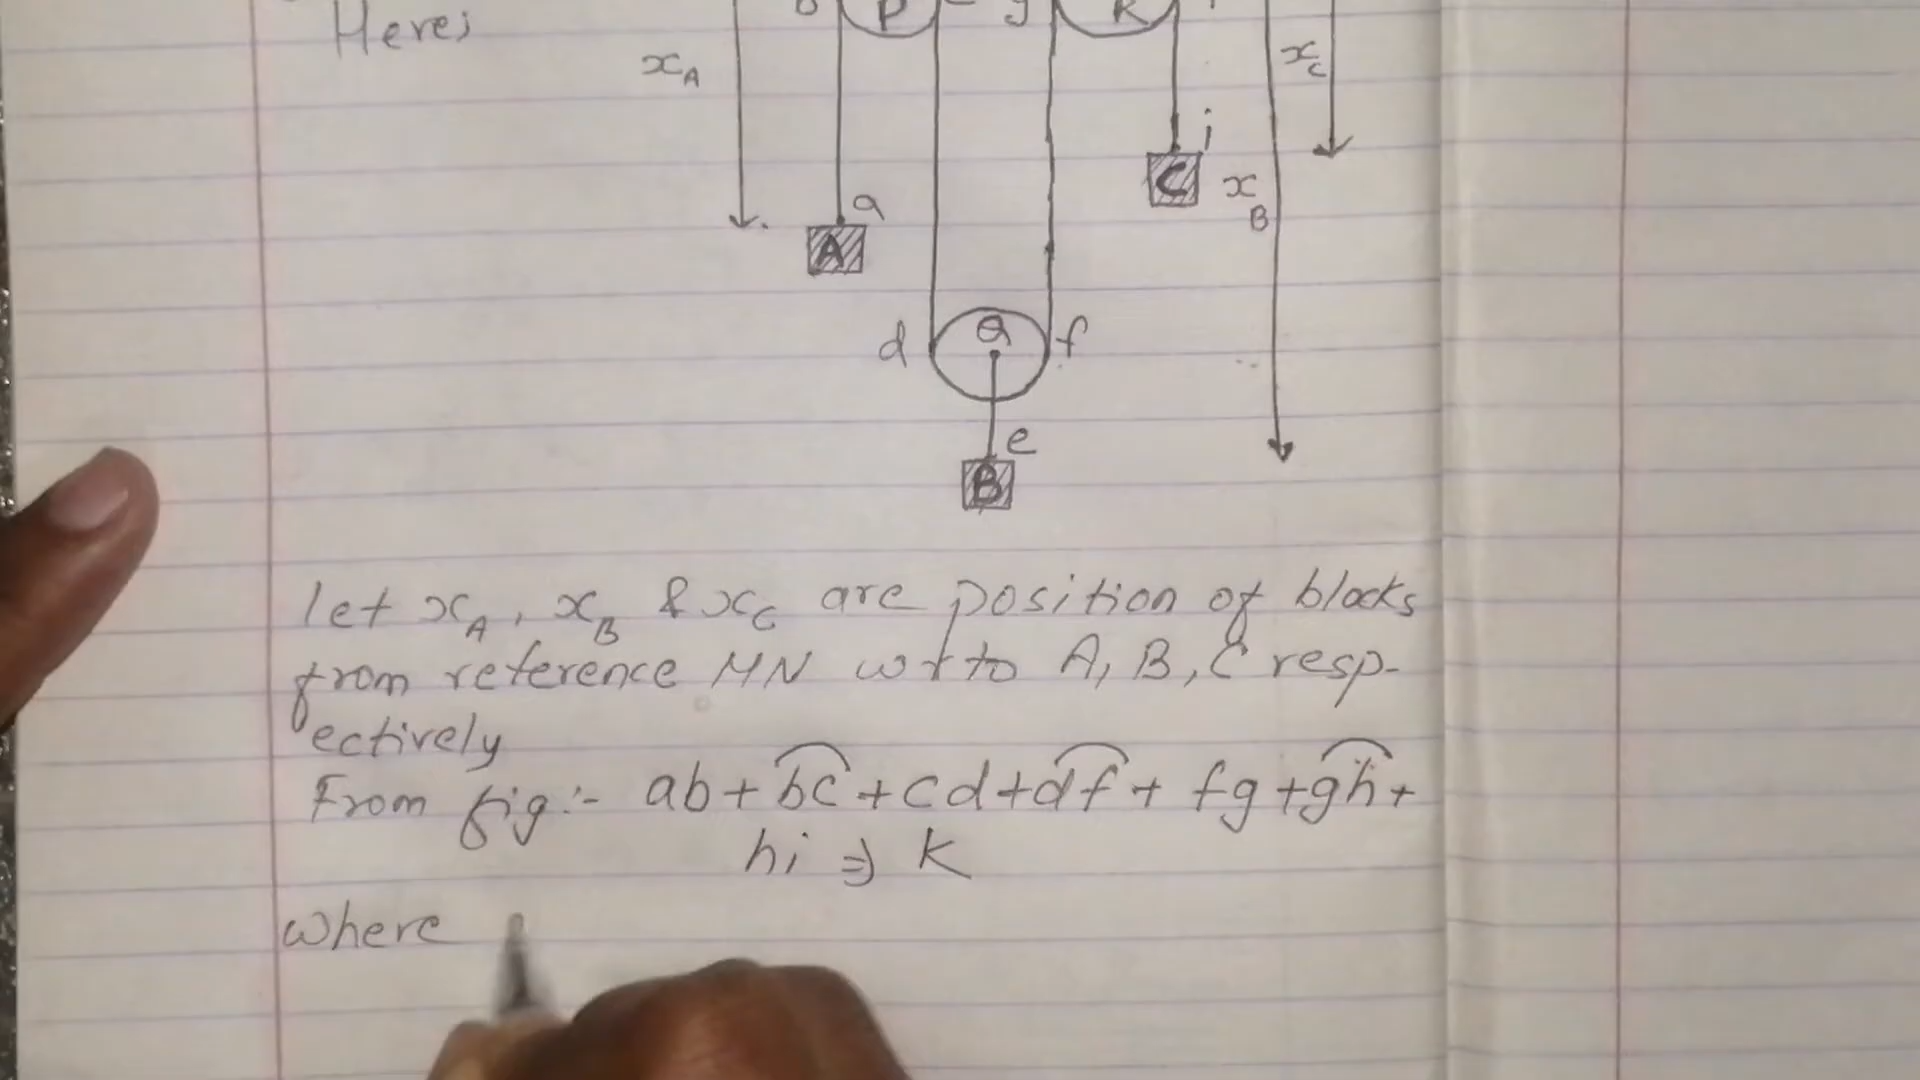 Here;
P
g
R
x_A
x_C
i
C
x_B
a
A
Q
d
f
e
B
let x_A, x_B & x_C are position of blocks
from reference MN wrto A, B, C resp-
ectively
From fig:- ab + bc + cd + df + fg + gh +
hi ⇒ K
where